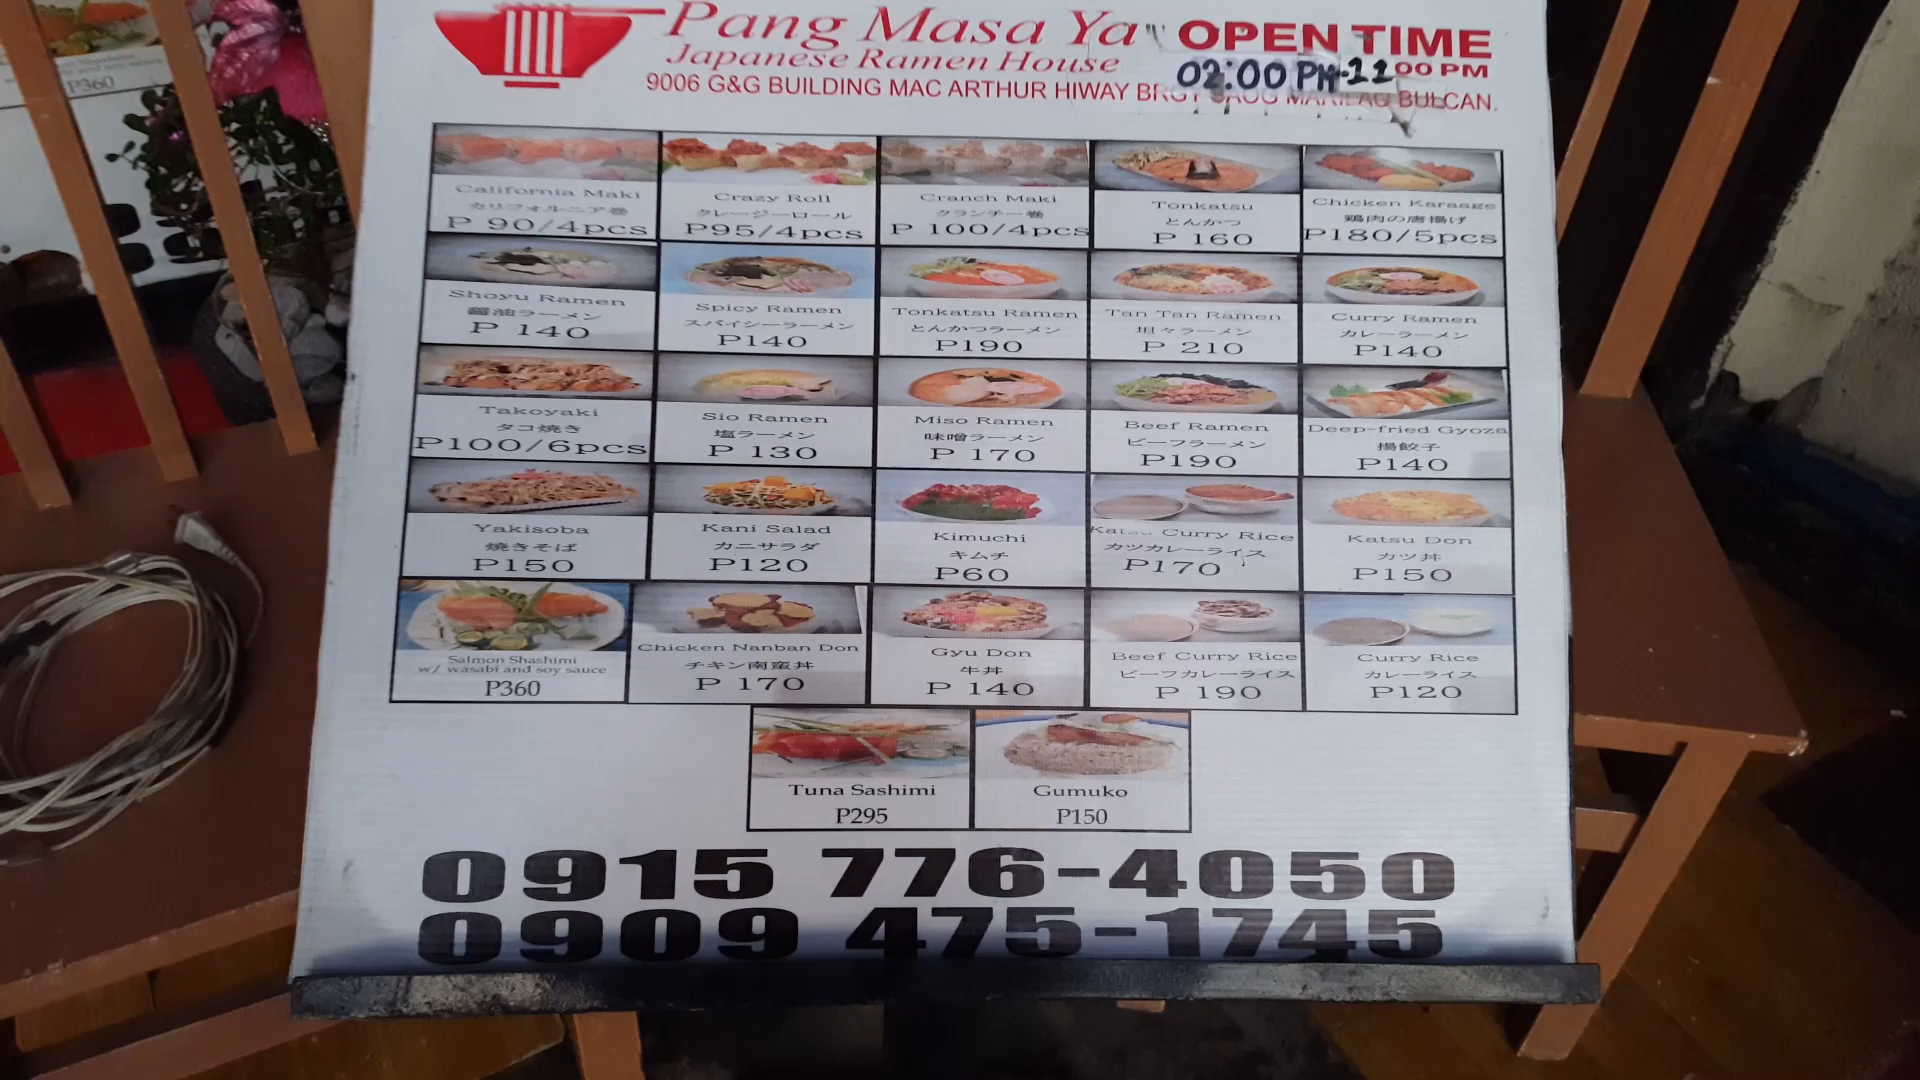 Pang Masa Ya"
Japanese Ramen House
OPEN TIME
02:00 PM-11 00 PM
9006 G&G BUILDING MAC ARTHUR HIWAY BRGY BULCAN.
California Maki
カリフォルニア巻
P 90/4pcs
Crazy Roll
クレージーロール
P95/4pcs
Cranch Maki
クランチー巻
P 100/4pcs
Tonkatsu
とんかつ
P 160
Chicken Karaage
鶏肉の唐揚げ
P180/5pcs
Shoyu Ramen
醤油ラーメン
P 140
Spicy Ramen
スパイシーラーメン
P140
Tonkatsu Ramen
とんかつラーメン
P190
Tan Tan Ramen
坦々ラーメン
P 210
Curry Ramen
カレーラーメン
P140
Takoyaki
タコ焼き
P100/6pcs
Sio Ramen
塩ラーメン
P 130
Miso Ramen
味噌ラーメン
P 170
Beef Ramen
ビーフラーメン
P190
Deep-fried Gyoza
揚餃子
P140
Yakisoba
焼きそば
P150
Kani Salad
カニサラダ
P120
Kimuchi
キムチ
P60
Katsu Curry Rice
カツカレーライス
P170
Katsu Don
カツ丼
P150
Salmon Shashimi
w/ wasabi and soy sauce
P360
Chicken Nanban Don
チキン南蛮丼
P 170
Gyu Don
牛丼
P 140
Beef Curry Rice
ビーフカレーライス
P 190
Curry Rice
カレーライス
P120
Tuna Sashimi
P295
Gumuko
P150
0915 776-4050
0909 475-1745
P360